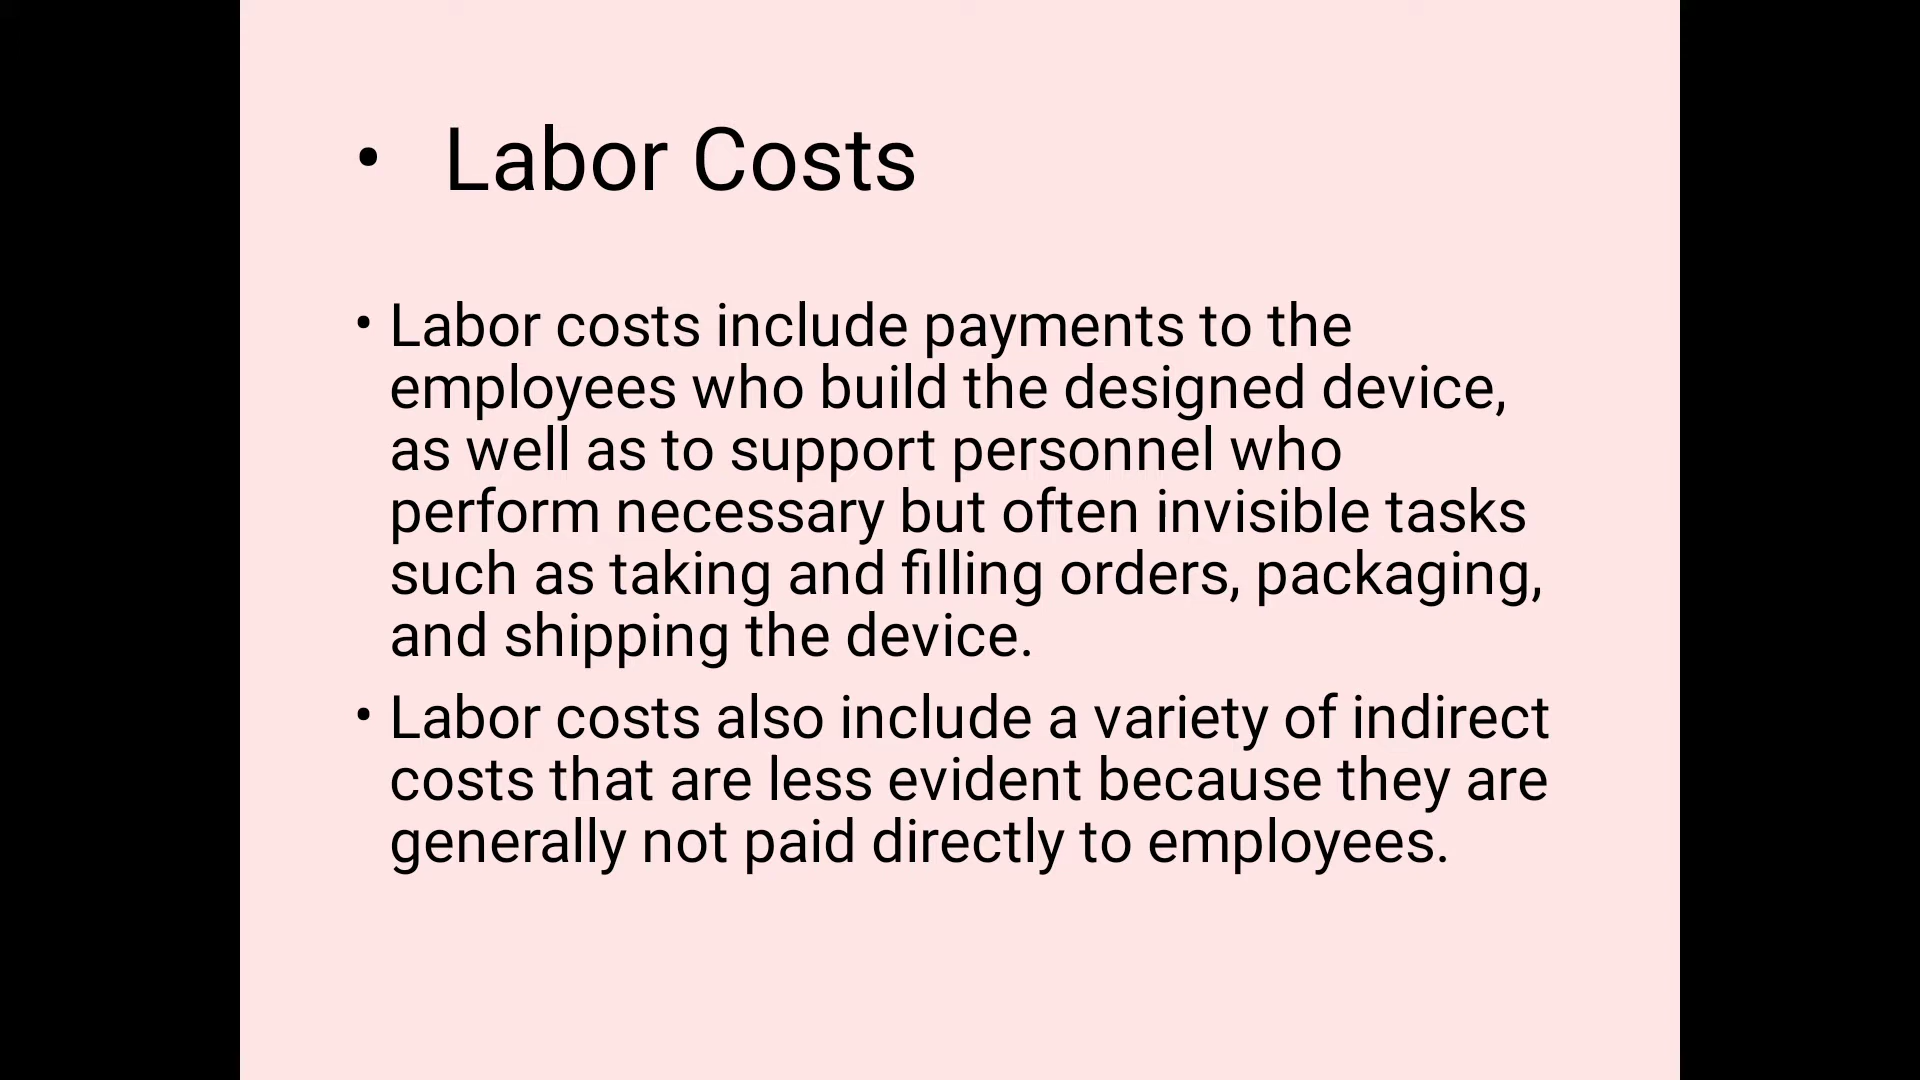 • Labor Costs
• Labor costs include payments to the
employees who build the designed device,
as well as to support personnel who
perform necessary but often invisible tasks
such as taking and filling orders, packaging,
and shipping the device.
• Labor costs also include a variety of indirect
costs that are less evident because they are
generally not paid directly to employees.